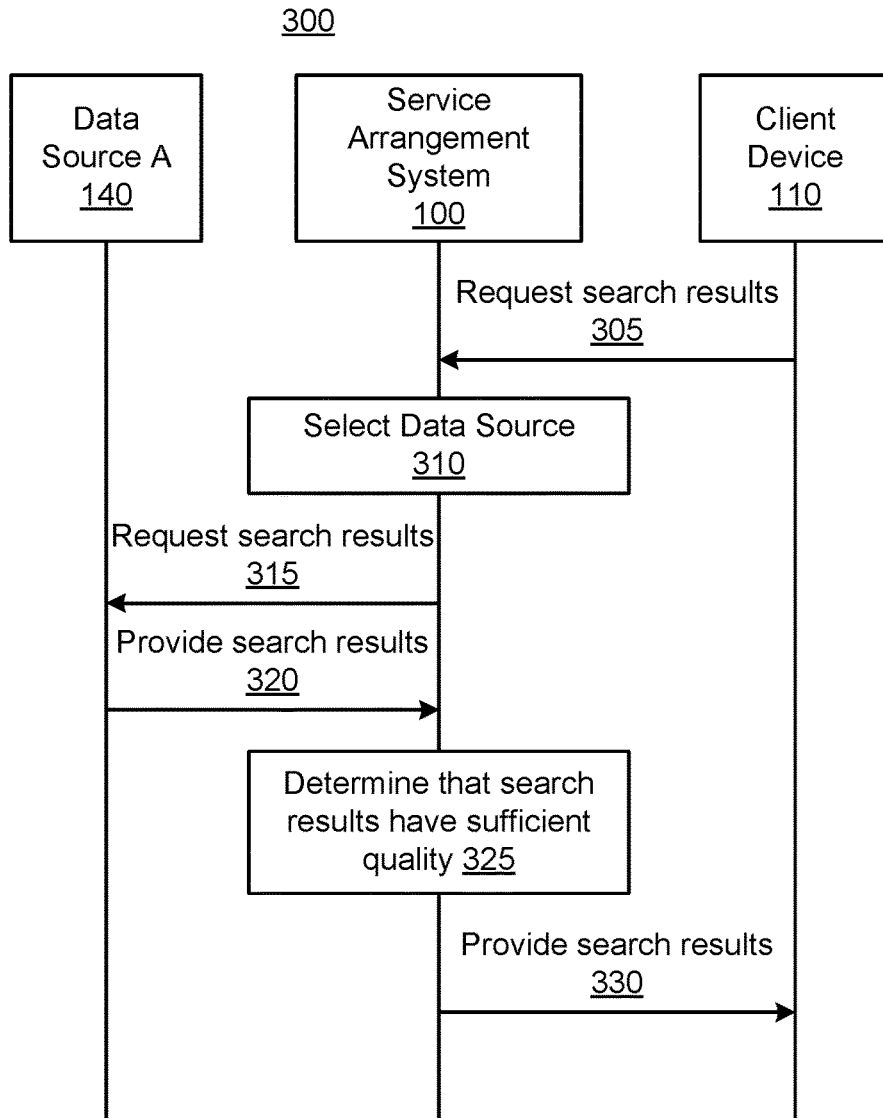 300
Data
Source A
140
Service
Arrangement
System
100
Client
Device
110
Request search results
305
Select Data Source
310
Request search results
315
Provide search results
320
Determine that search
results have sufficient
quality 325
Provide search results
330